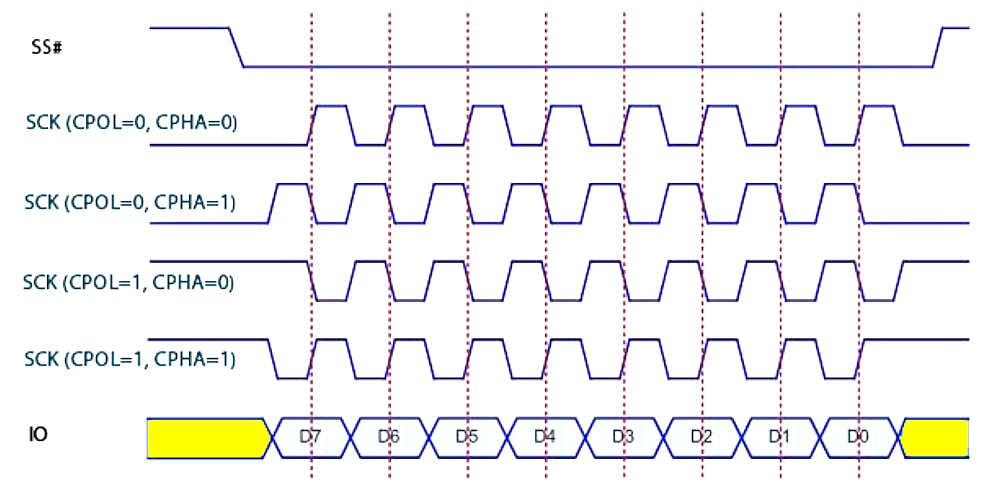 SS#
SCK (CPOL=0, CPHA=0)
SCK (CPOL=0, CPHA=1)
SCK (CPOL=1, CPHA=0)
SCK (CPOL=1, CPHA=1)
IO D7 D6 D5 D4 D3 D2 D1 D0